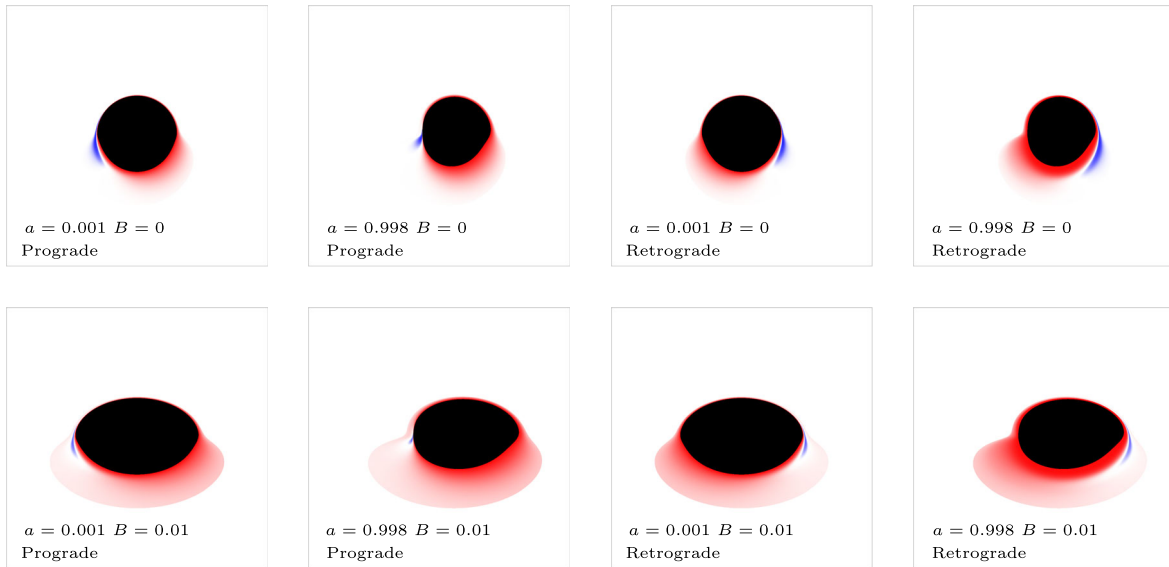 a = 0.001 B = 0
Prograde
a = 0.998 B = 0
Prograde
a = 0.001 B = 0
Retrograde
a = 0.998 B = 0
Retrograde
a = 0.001 B = 0.01
Prograde
a = 0.998 B = 0.01
Prograde
a = 0.001 B = 0.01
Retrograde
a = 0.998 B = 0.01
Retrograde